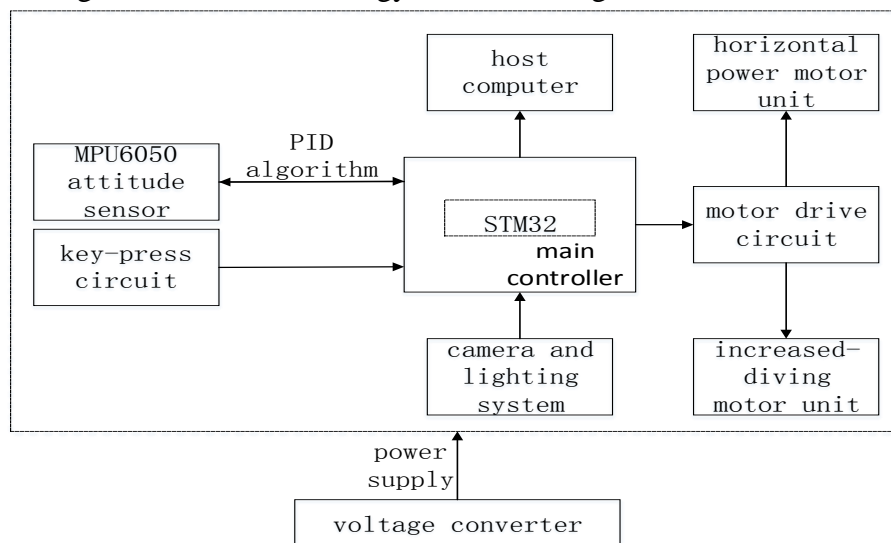 host
computer
horizontal
power motor
unit
MPU6050
attitude
sensor
PID
algorithm
STM32
main
controller
motor drive
circuit
key-press
circuit
camera and
lighting
system
increased-
diving
motor unit
power
supply
voltage converter